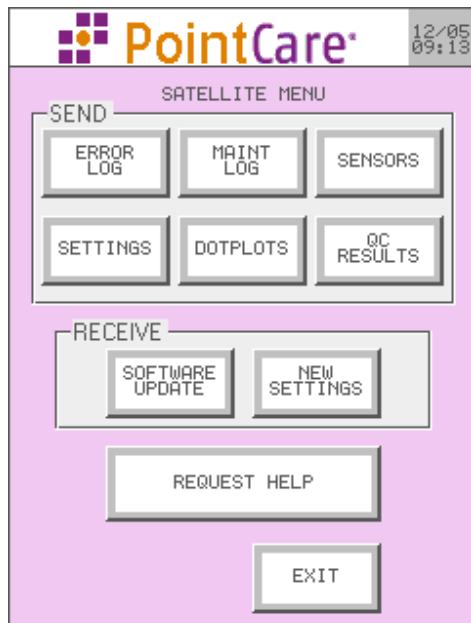 PointCare
12/05
09:13
SATELLITE MENU
SEND
ERROR
LOG
MAINT
LOG
SENSORS
SETTINGS
DOTPLOTS
QC
RESULTS
RECEIVE
SOFTWARE
UPDATE
NEW
SETTINGS
REQUEST HELP
EXIT